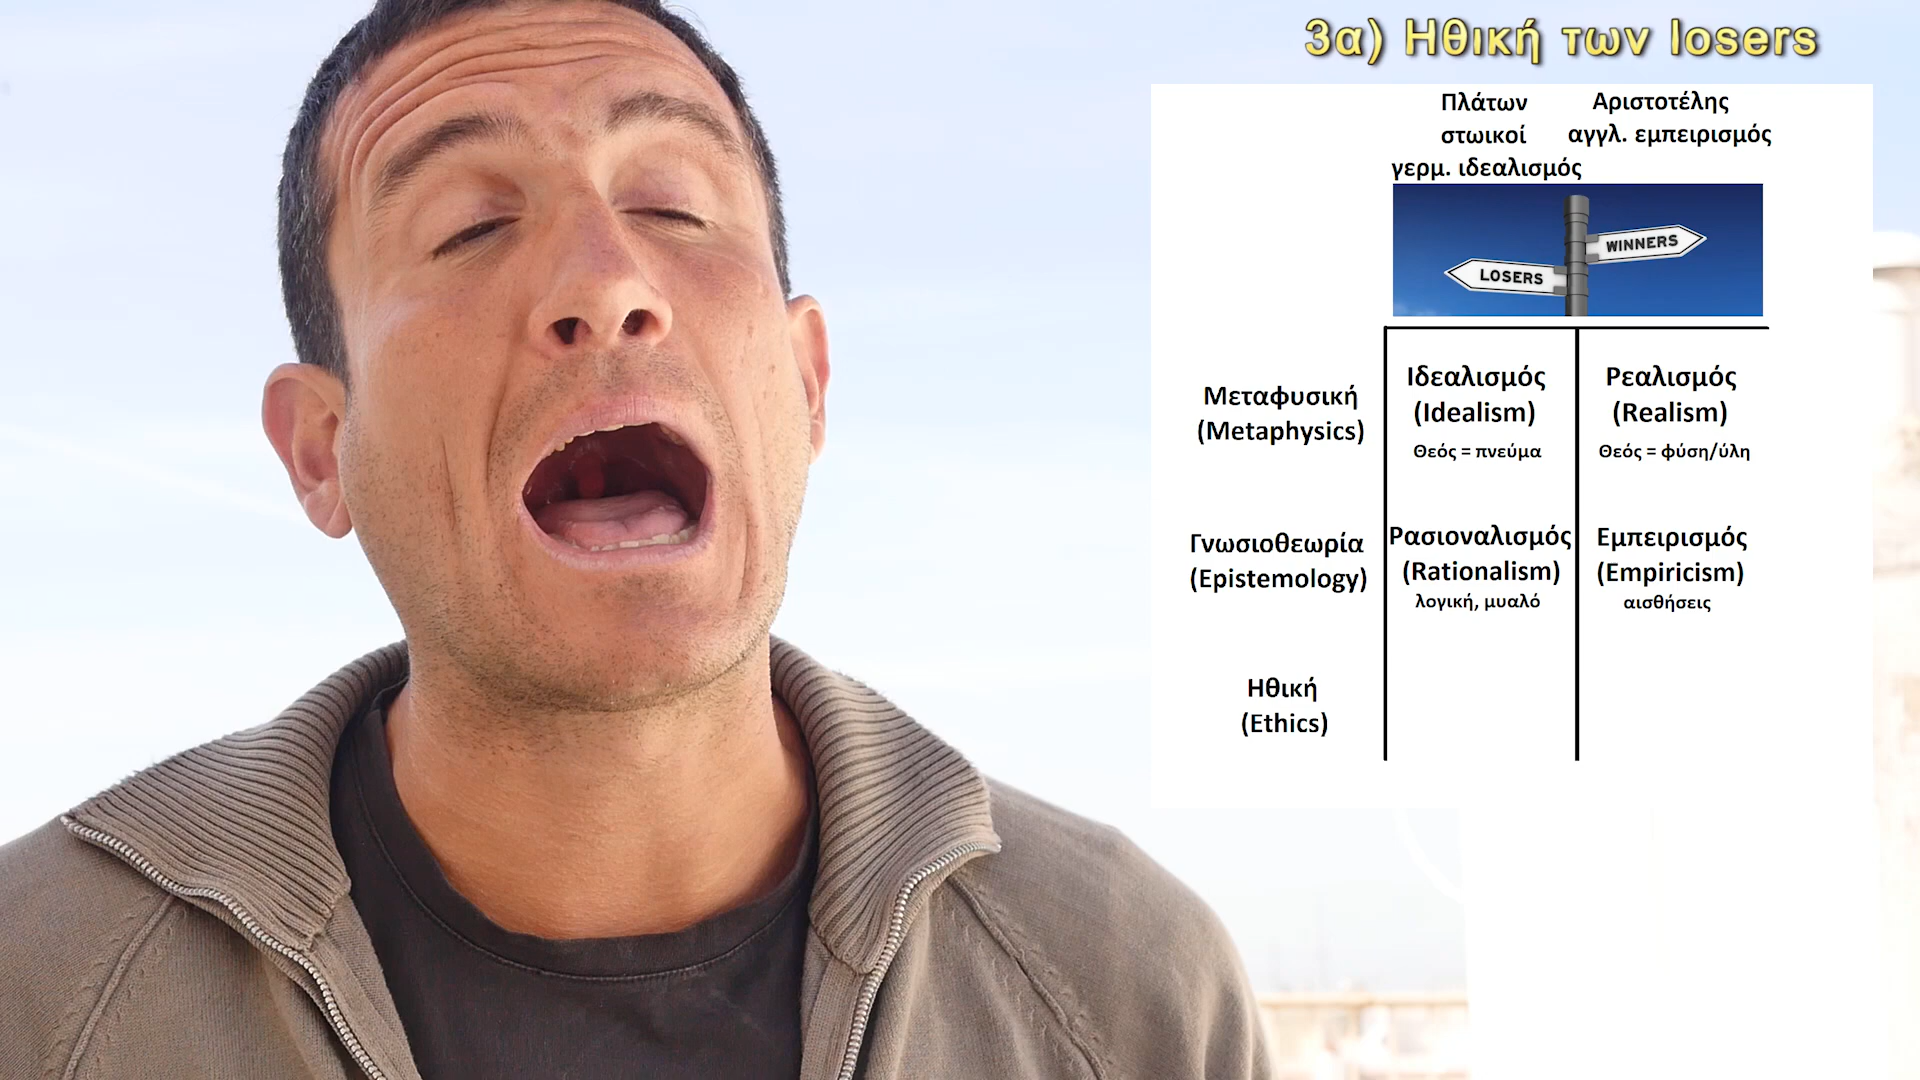 3α) Ηθική των losers
Πλάτων
στωικοί
γερμ. ιδεαλισμός
Αριστοτέλης
αγγλ. εμπειρισμός
LOSERS
WINNERS
Μεταφυσική
(Metaphysics)
Ιδεαλισμός
(Idealism)
Θεός = πνεύμα
Ρεαλισμός
(Realism)
Θεός = φύση/ύλη
Γνωσιοθεωρία
(Epistemology)
Ρασιοναλισμός
(Rationalism)
λογική, μυαλό
Εμπειρισμός
(Empiricism)
αισθήσεις
Ηθική
(Ethics)